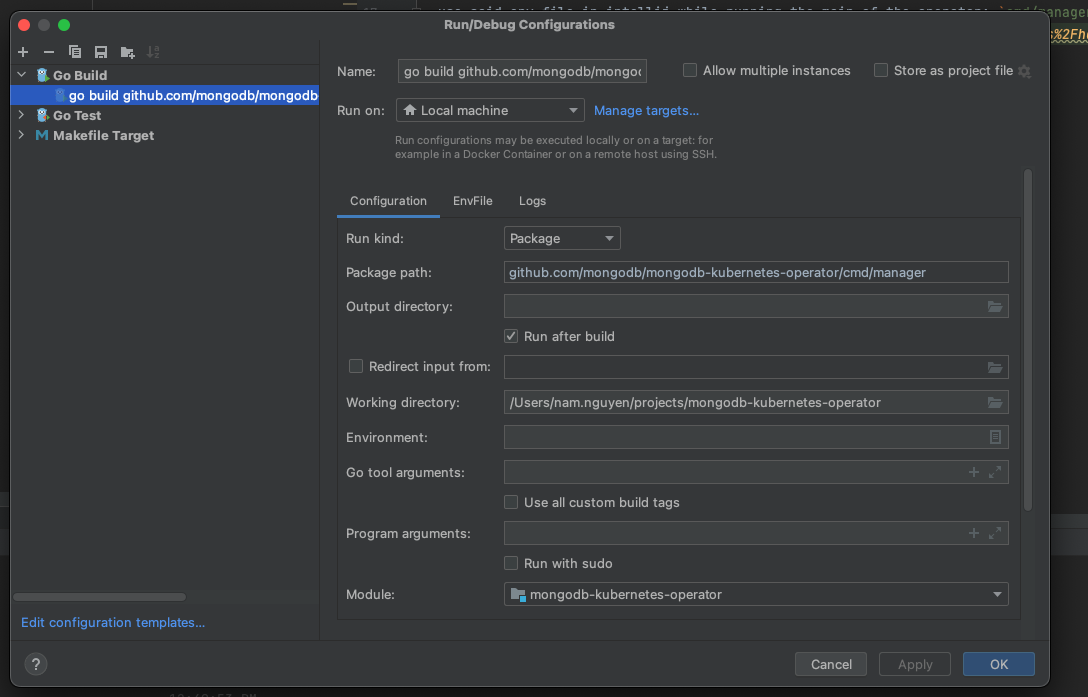 Run/Debug Configurations
Go Build
go build github.com/mongodb/mongodb-
Go Test
Makefile Target
Edit configuration templates...
Name: go build github.com/mongodb/mongo
Allow multiple instances
Store as project file
Run on: Local machine
Manage targets...
Run configurations may be executed locally or on a target: for
example in a Docker Container or on a remote host using SSH.
Configuration EnvFile Logs
Run kind: Package
Package path: github.com/mongodb/mongodb-kubernetes-operator/cmd/manager
Output directory:
Run after build
Redirect input from:
Working directory: /Users/nam.nguyen/projects/mongodb-kubernetes-operator
Environment:
Go tool arguments:
Use all custom build tags
Program arguments:
Run with sudo
Module: mongodb-kubernetes-operator
? Cancel Apply OK